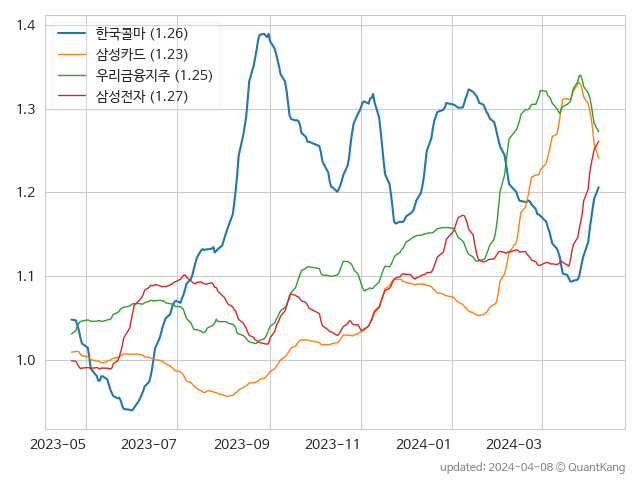 1.4
1.3
1.2
1.1
1.0
한국콜마 (1.26)
삼성카드 (1.23)
우리금융지주 (1.25)
삼성전자 (1.27)
2023-05 2023-07 2023-09 2023-11 2024-01 2024-03
updated: 2024-04-08 © QuantKang